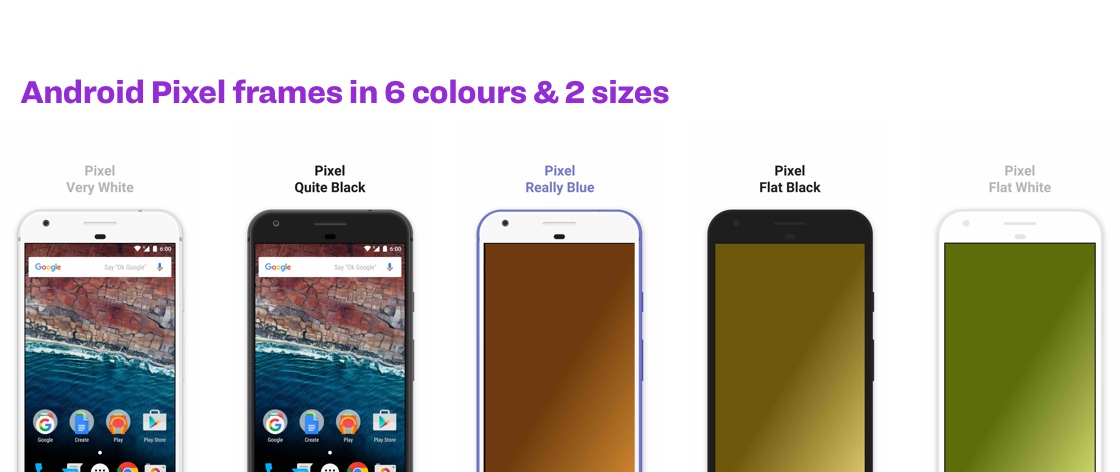 Android Pixel frames in 6 colours & 2 sizes
Pixel
Very White
Pixel
Quite Black
Pixel
Really Blue
Pixel
Flat Black
Pixel
Flat White
6:00
Google Say "Ok Google"
Google Create Play Play Store
6:00
Google Say "Ok Google"
Google Create Play Play Store